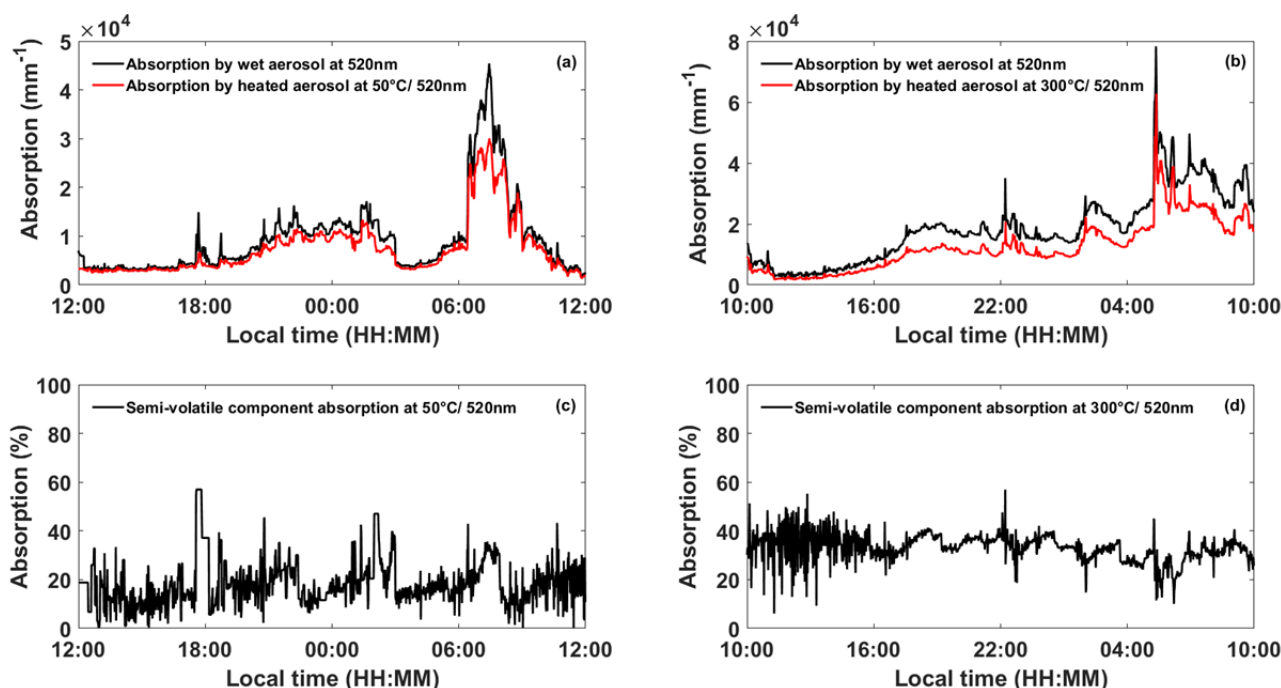 ×10⁴
5
4
3
2
1
0
Absorption (mm⁻¹)
Absorption by wet aerosol at 520nm
Absorption by heated aerosol at 50°C/ 520nm
(a)
12:00 18:00 00:00 06:00 12:00
Local time (HH:MM)
×10⁴
8
6
4
2
0
Absorption (mm⁻¹)
Absorption by wet aerosol at 520nm
Absorption by heated aerosol at 300°C/ 520nm
(b)
10:00 16:00 22:00 04:00 10:00
Local time (HH:MM)
100
80
60
40
20
0
Absorption (%)
Semi-volatile component absorption at 50°C/ 520nm
(c)
12:00 18:00 00:00 06:00 12:00
Local time (HH:MM)
100
80
60
40
20
0
Absorption (%)
Semi-volatile component absorption at 300°C/ 520nm
(d)
10:00 16:00 22:00 04:00 10:00
Local time (HH:MM)